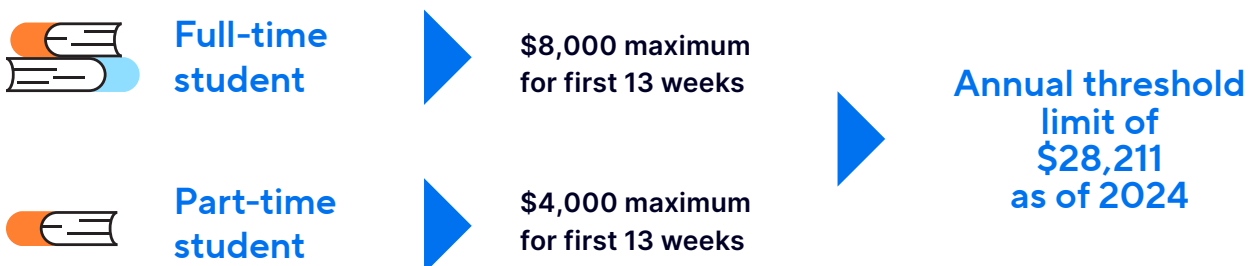 Full-time
student
$8,000 maximum
for first 13 weeks
Part-time
student
$4,000 maximum
for first 13 weeks
Annual threshold
limit of
$28,211
as of 2024